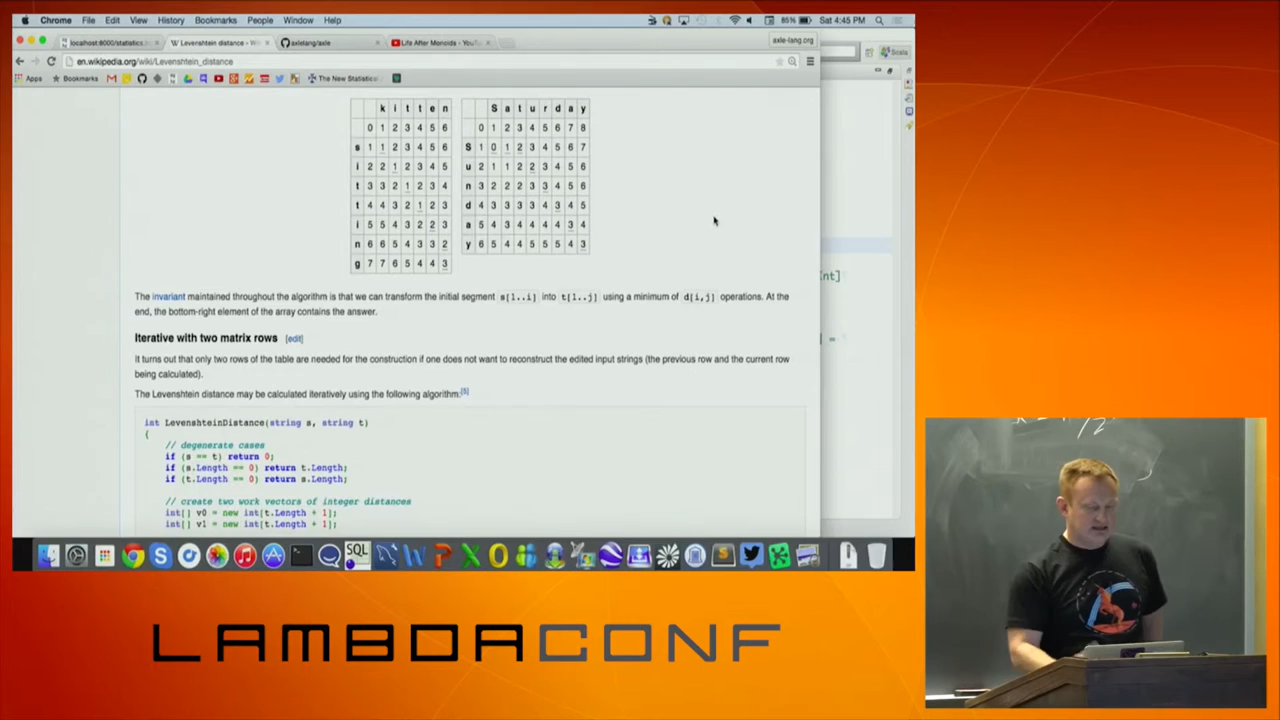 Chrome File Edit View History Bookmarks People Window Help 85% Sat 4:45 PM
localhost:8000/statistics. Levenshtein distance - axlelang/axle Life After Monoids - YouT axle-lang.org
en.wikipedia.org/wiki/Levenshtein_distance Scala
Apps Bookmarks The New Statistical
k i t t e n
0 1 2 3 4 5 6
s 1 1 2 3 4 5 6
i 2 2 1 2 3 4 5
t 3 3 2 1 2 3 4
t 4 4 3 2 1 2 3
i 5 5 4 3 2 2 3
n 6 6 5 4 3 3 2
g 7 7 6 5 4 4 3
S a t u r d a y
0 1 2 3 4 5 6 7 8
S 1 0 1 2 3 4 5 6 7
u 2 1 1 2 2 3 4 5 6
n 3 2 2 2 3 3 4 5 6
d 4 3 3 3 3 4 3 4 5
a 5 4 3 4 4 4 4 3 4
y 6 5 4 4 5 5 5 4 3
nt]
] =
The invariant maintained throughout the algorithm is that we can transform the initial segment s[1..i] into t[1..j] using a minimum of d[i,j] operations. At the
end, the bottom-right element of the array contains the answer.
Iterative with two matrix rows [edit]
It turns out that only two rows of the table are needed for the construction if one does not want to reconstruct the edited input strings (the previous row and the current row
being calculated).
The Levenshtein distance may be calculated iteratively using the following algorithm:[5]
int LevenshteinDistance(string s, string t)
{
// degenerate cases
if (s == t) return 0;
if (s.Length == 0) return t.Length;
if (t.Length == 0) return s.Length;
// create two work vectors of integer distances
int[] v0 = new int[t.Length + 1];
int[] v1 = new int[t.Length + 1];
SQL
LAMBDACONF